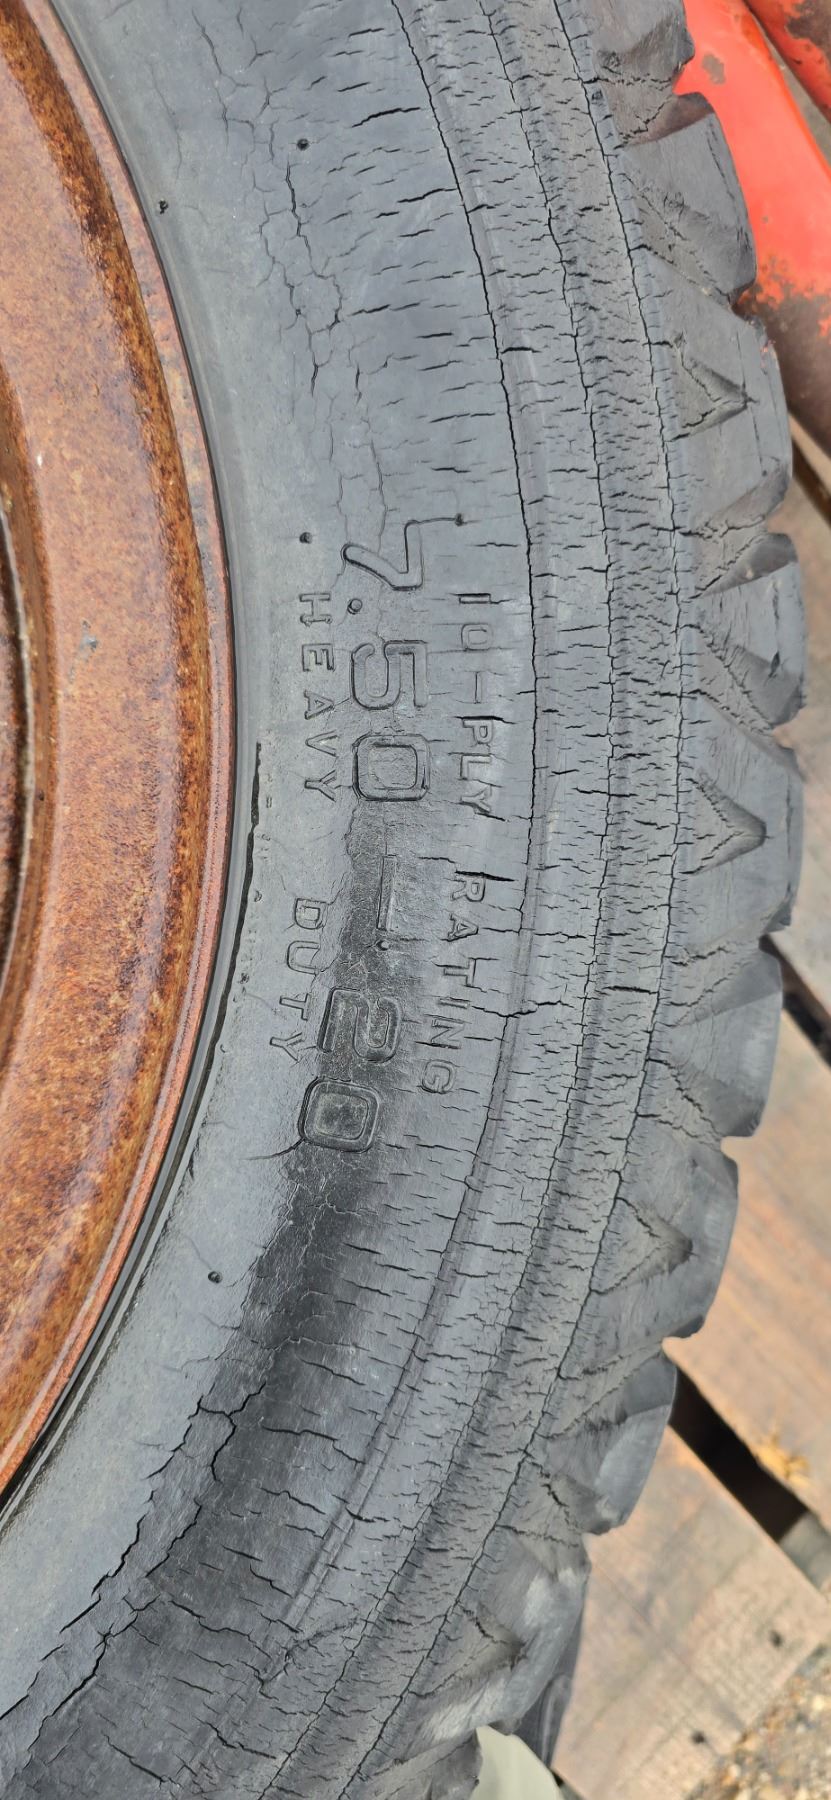 10-PLY RATING
7.50-20
HEAVY DUTY